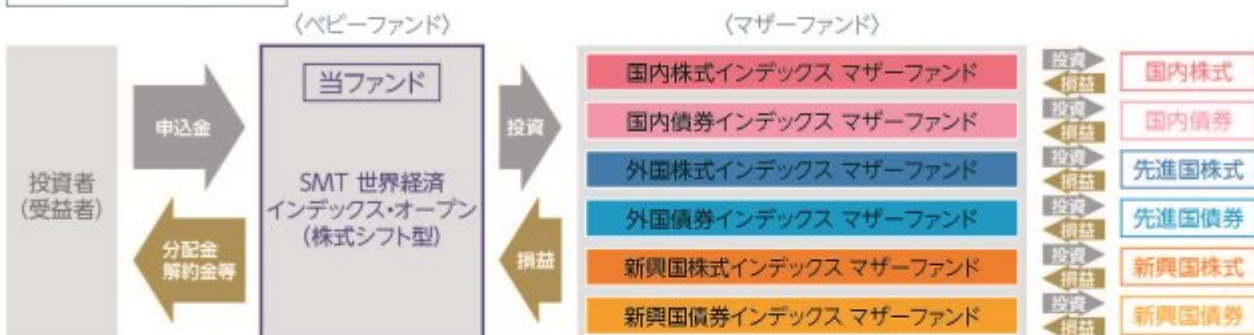 〈ベビーファンド〉
〈マザーファンド〉
投資者
(受益者)
申込金
分配金
解約金等
当ファンド
SMT 世界経済
インデックス・オープン
(株式シフト型)
投資
損益
国内株式インデックス マザーファンド
投資
損益
国内株式
国内債券インデックス マザーファンド
投資
損益
国内債券
外国株式インデックス マザーファンド
投資
損益
先進国株式
外国債券インデックス マザーファンド
投資
損益
先進国債券
新興国株式インデックス マザーファンド
投資
損益
新興国株式
新興国債券インデックス マザーファンド
投資
損益
新興国債券